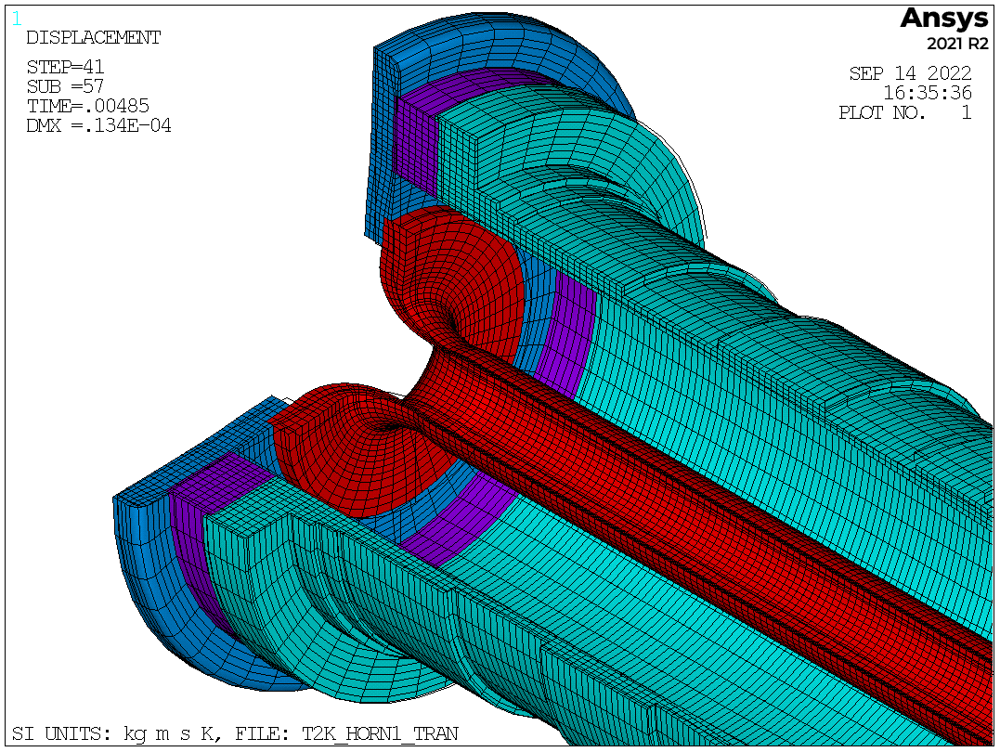 1
DISPLACEMENT
STEP=41
SUB =57
TIME=.00485
DMX =.134E-04
Ansys
2021 R2
SEP 14 2022
16:35:36
PLOT NO. 1
SI UNITS: kg m s K, FILE: T2K_HORN1_TRAN